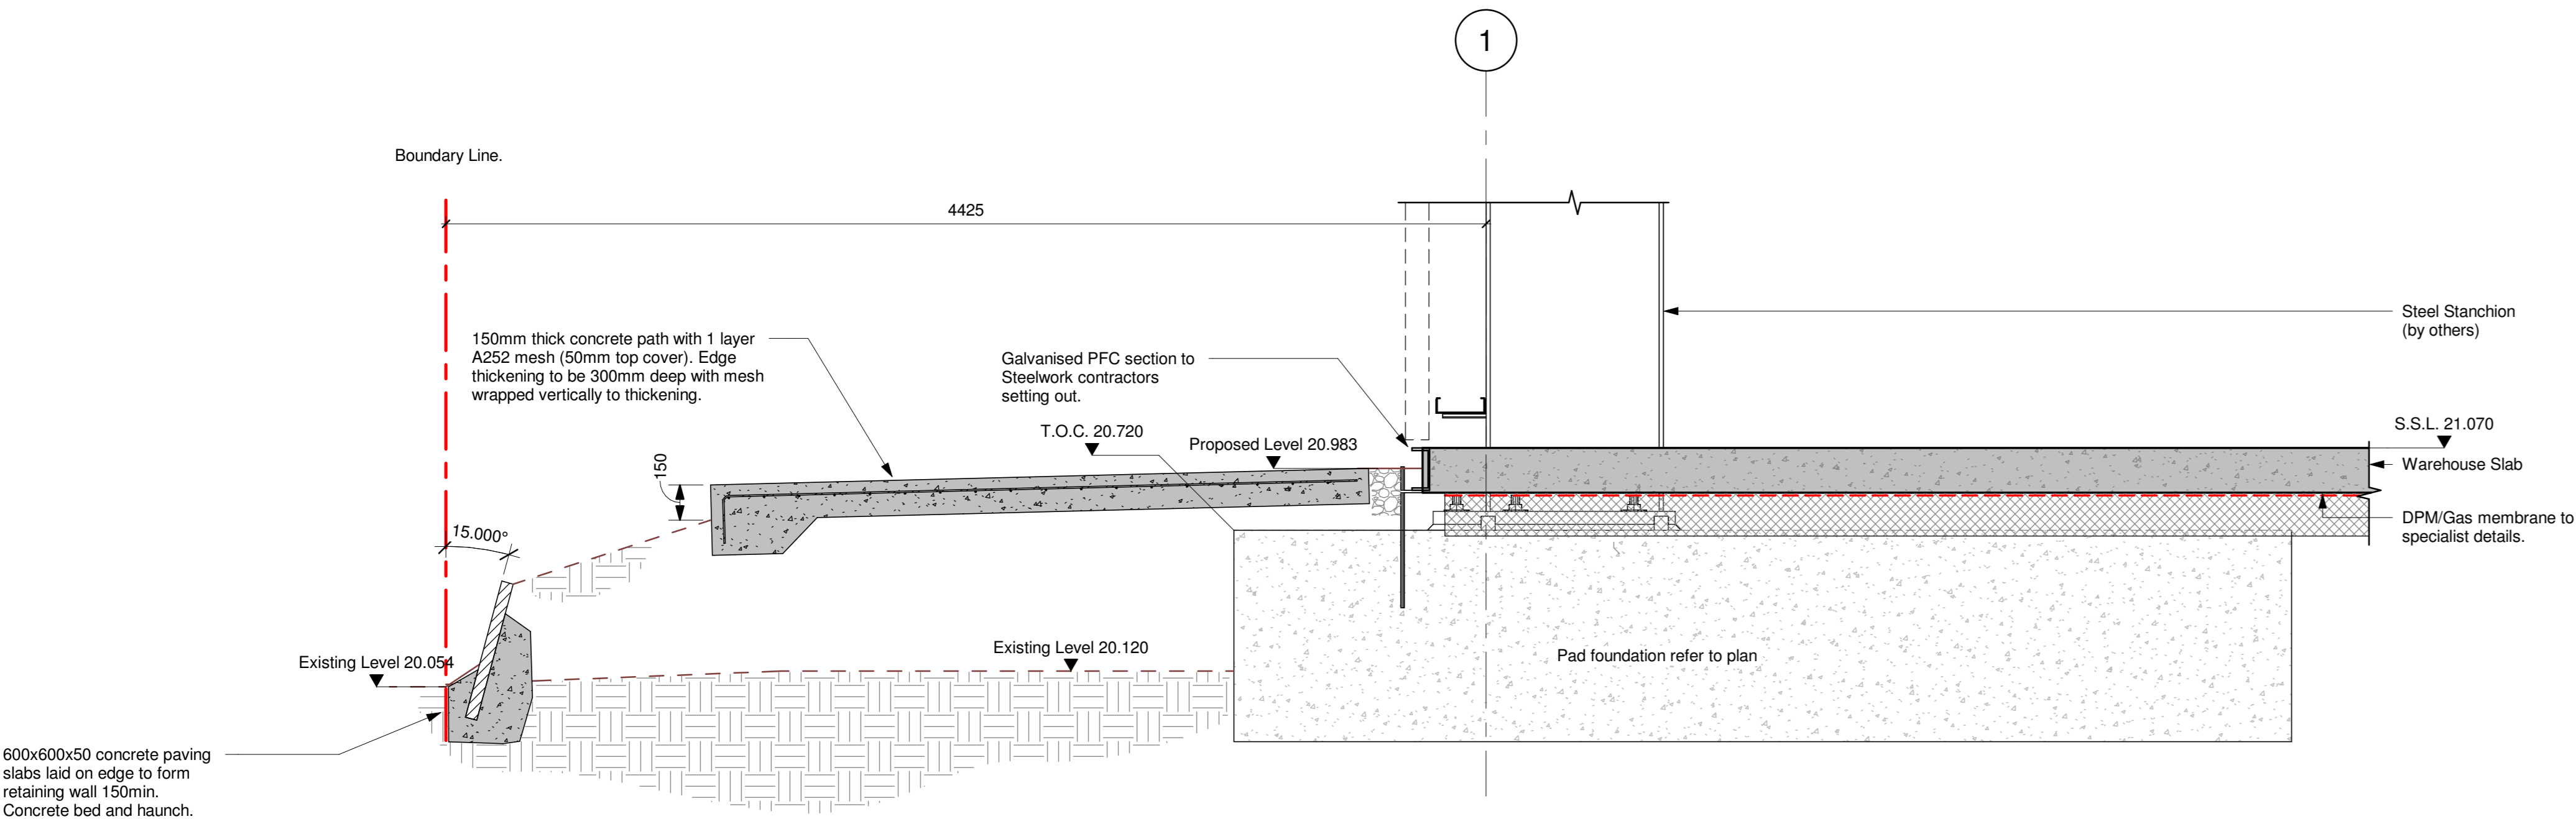 1
Boundary Line.
4425
Steel Stanchion
(by others)
150mm thick concrete path with 1 layer
A252 mesh (50mm top cover). Edge
thickening to be 300mm deep with mesh
wrapped vertically to thickening.
Galvanised PFC section to
Steelwork contractors
setting out.
T.O.C. 20.720
Proposed Level 20.983
S.S.L. 21.070
Warehouse Slab
150
DPM/Gas membrane to
specialist details.
15.000°
Existing Level 20.054
Existing Level 20.120
Pad foundation refer to plan
600x600x50 concrete paving
slabs laid on edge to form
retaining wall 150min.
Concrete bed and haunch.